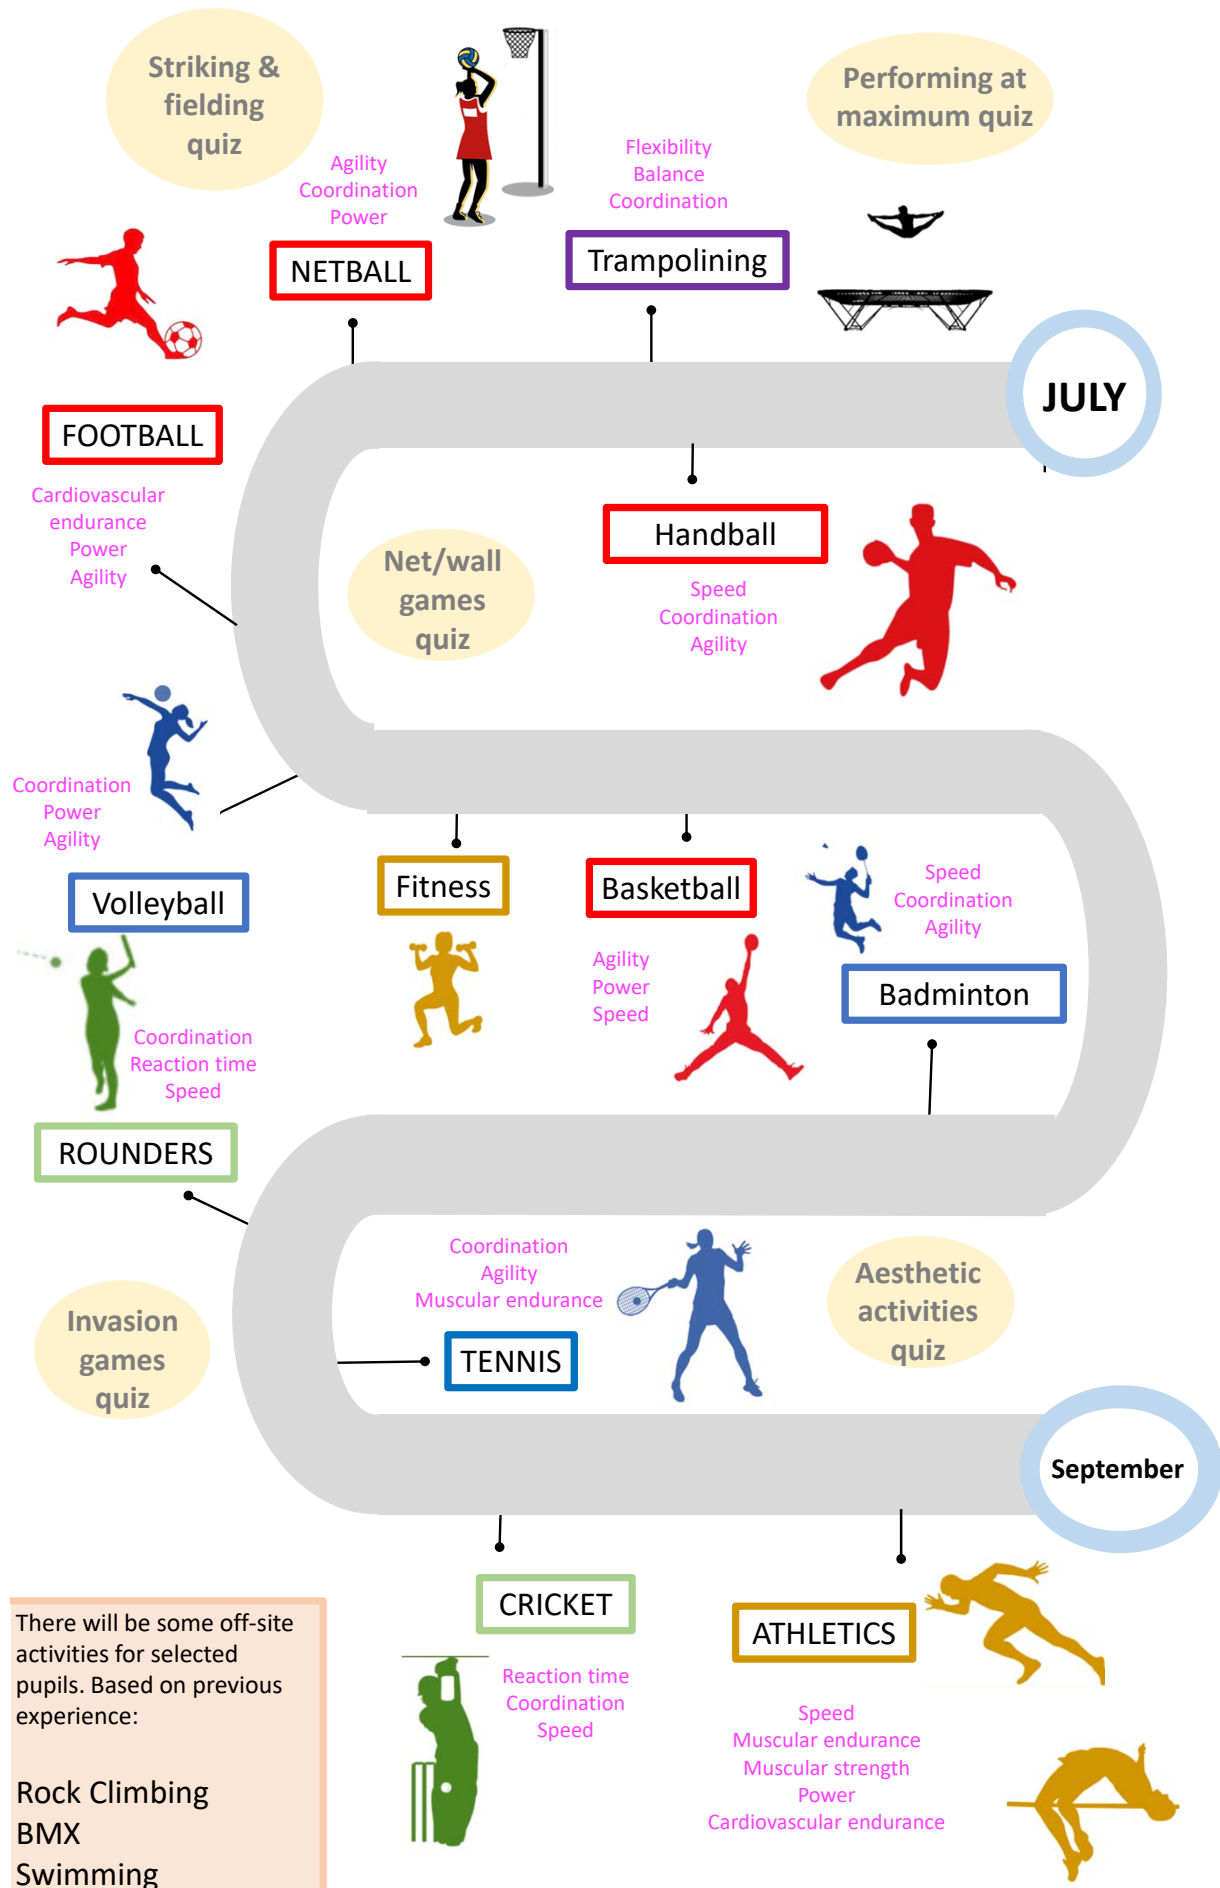 Striking &
fielding
quiz
Performing at
maximum quiz
Agility
Coordination
Power
NETBALL
Flexibility
Balance
Coordination
Trampolining
JULY
FOOTBALL
Cardiovascular
endurance
Power
Agility
Net/wall
games
quiz
Handball
Speed
Coordination
Agility
Coordination
Power
Agility
Volleyball
Fitness
Basketball
Agility
Power
Speed
Speed
Coordination
Agility
Badminton
Coordination
Reaction time
Speed
ROUNDERS
Invasion
games
quiz
Coordination
Agility
Muscular endurance
TENNIS
Aesthetic
activities
quiz
September
CRICKET
Reaction time
Coordination
Speed
ATHLETICS
Speed
Muscular endurance
Muscular strength
Power
Cardiovascular endurance
There will be some off-site
activities for selected
pupils. Based on previous
experience:
Rock Climbing
BMX
Swimming